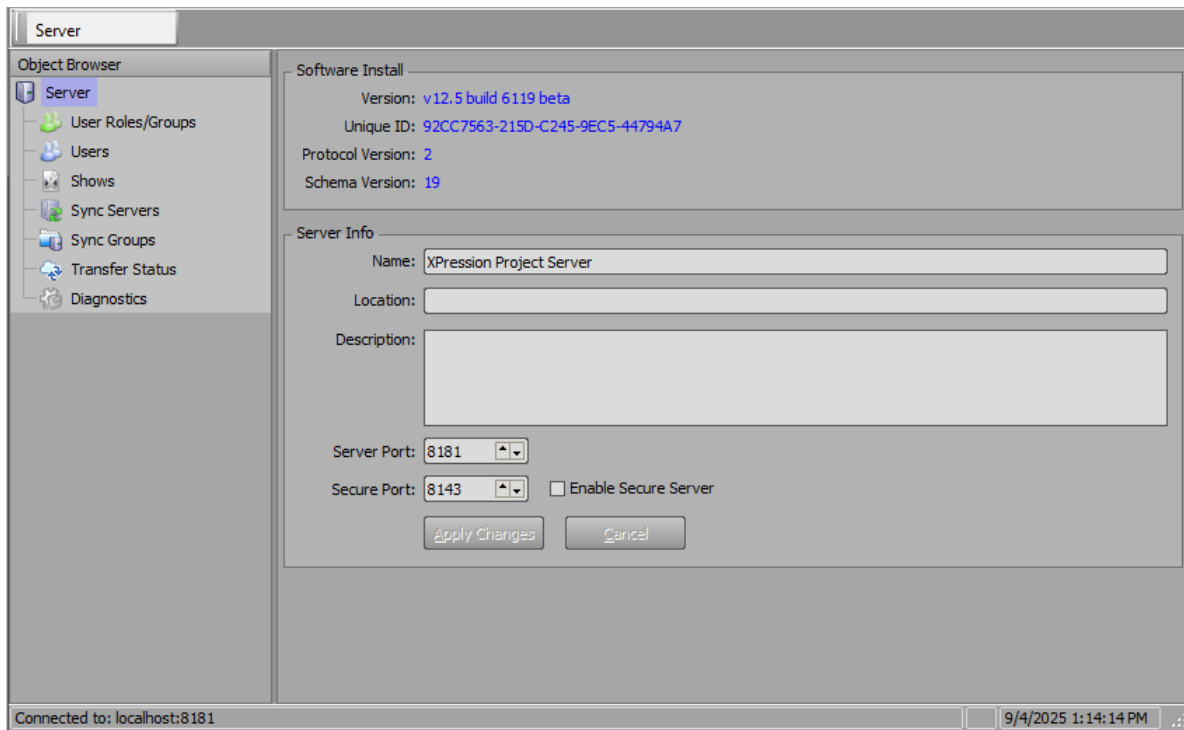 Server
Object Browser
Server
User Roles/Groups
Users
Shows
Sync Servers
Sync Groups
Transfer Status
Diagnostics
Software Install
Version: v12.5 build 6119 beta
Unique ID: 92CC7563-215D-C245-9EC5-44794A7
Protocol Version: 2
Schema Version: 19
Server Info
Name: XPression Project Server
Location:
Description:
Server Port: 8181
Secure Port: 8143 Enable Secure Server
Apply Changes Cancel
Connected to: localhost:8181 9/4/2025 1:14:14 PM